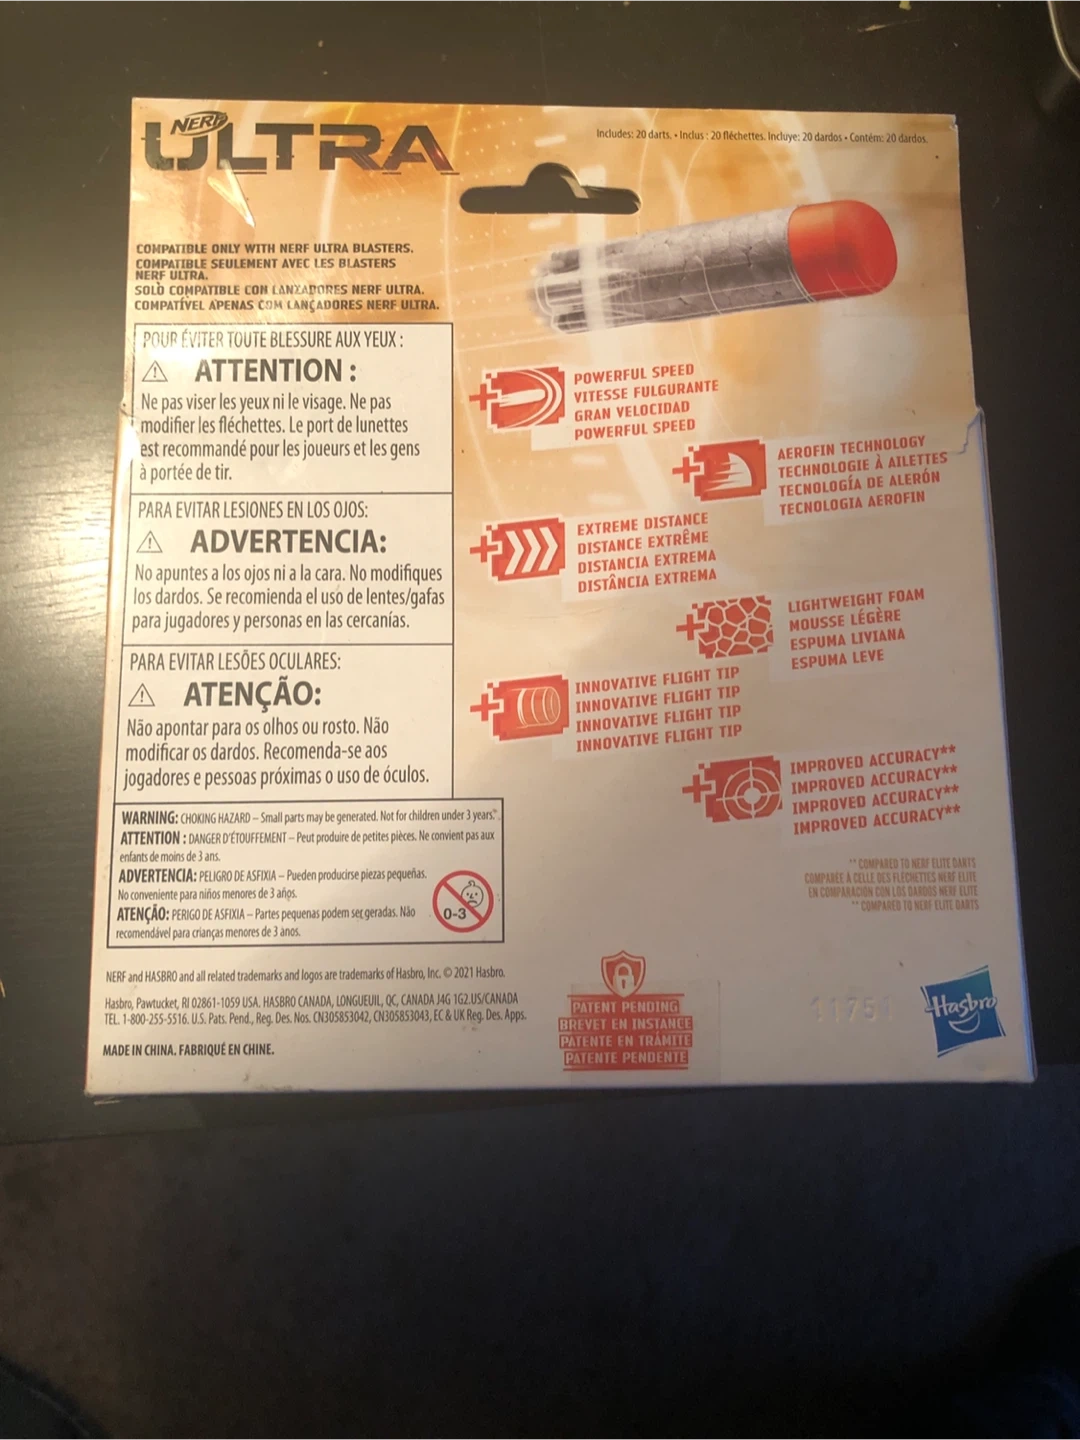 NERF
ULTRA
Includes: 20 darts. • Inclus : 20 fléchettes. Incluye: 20 dardos • Contém: 20 dardos.
COMPATIBLE ONLY WITH NERF ULTRA BLASTERS.
COMPATIBLE SEULEMENT AVEC LES BLASTERS
NERF ULTRA.
SOLO COMPATIBLE CON LANZADORES NERF ULTRA.
COMPATÍVEL APENAS COM LANÇADORES NERF ULTRA.
POUR ÉVITER TOUTE BLESSURE AUX YEUX :
ATTENTION :
Ne pas viser les yeux ni le visage. Ne pas
modifier les fléchettes. Le port de lunettes
est recommandé pour les joueurs et les gens
à portée de tir.
PARA EVITAR LESIONES EN LOS OJOS:
ADVERTENCIA:
No apuntes a los ojos ni a la cara. No modifiques
los dardos. Se recomienda el uso de lentes/gafas
para jugadores y personas en las cercanías.
PARA EVITAR LESÕES OCULARES:
ATENÇÃO:
Não apontar para os olhos ou rosto. Não
modificar os dardos. Recomenda-se aos
jogadores e pessoas próximas o uso de óculos.
WARNING: CHOKING HAZARD – Small parts may be generated. Not for children under 3 years.
ATTENTION : DANGER D'ÉTOUFFEMENT – Peut produire de petites pièces. Ne convient pas aux
enfants de moins de 3 ans.
ADVERTENCIA: PELIGRO DE ASFIXIA – Pueden producirse piezas pequeñas.
No conveniente para niños menores de 3 años.
ATENÇÃO: PERIGO DE ASFIXIA – Partes pequenas podem ser geradas. Não
recomendável para crianças menores de 3 anos.
0-3
POWERFUL SPEED
VITESSE FULGURANTE
GRAN VELOCIDAD
POWERFUL SPEED
AEROFIN TECHNOLOGY
TECHNOLOGIE À AILETTES
TECNOLOGÍA DE ALERÓN
TECNOLOGIA AEROFIN
EXTREME DISTANCE
DISTANCE EXTRÊME
DISTANCIA EXTREMA
DISTÂNCIA EXTREMA
LIGHTWEIGHT FOAM
MOUSSE LÉGÈRE
ESPUMA LIVIANA
ESPUMA LEVE
INNOVATIVE FLIGHT TIP
INNOVATIVE FLIGHT TIP
INNOVATIVE FLIGHT TIP
INNOVATIVE FLIGHT TIP
IMPROVED ACCURACY**
IMPROVED ACCURACY**
IMPROVED ACCURACY**
IMPROVED ACCURACY**
** COMPARED TO NERF ELITE DARTS
COMPARÉE À CELLE DES FLÉCHETTES NERF ELITE
EN COMPARACIÓN CON LOS DARDOS NERF ELITE
** COMPARED TO NERF ELITE DARTS
NERF and HASBRO and all related trademarks and logos are trademarks of Hasbro, Inc. © 2021 Hasbro.
Hasbro, Pawtucket, RI 02861-1059 USA. HASBRO CANADA, LONGUEUIL, QC, CANADA J4G 1G2.US/CANADA
TEL. 1-800-255-5516. U.S. Pats. Pend., Reg. Des. Nos. CN305853042, CN305853043, EC & UK Reg. Des. Apps.
MADE IN CHINA. FABRIQUÉ EN CHINE.
PATENT PENDING
BREVET EN INSTANCE
PATENTE EN TRÁMITE
PATENTE PENDENTE
11751
Hasbro